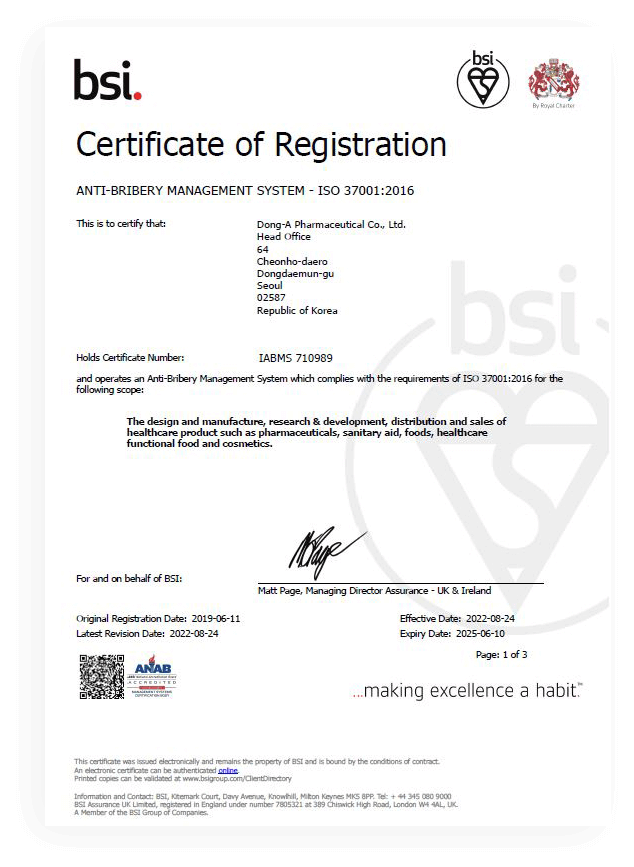 bsi.
bsi
By Royal Charter
Certificate of Registration
ANTI-BRIBERY MANAGEMENT SYSTEM - ISO 37001:2016
This is to certify that:
Dong-A Pharmaceutical Co., Ltd.
Head Office
64
Cheonho-daero
Dongdaemun-gu
Seoul
02587
Republic of Korea
bsi
Holds Certificate Number:
IABMS 710989
and operates an Anti-Bribery Management System which complies with the requirements of ISO 37001:2016 for the
following scope:
The design and manufacture, research & development, distribution and sales of
healthcare product such as pharmaceuticals, sanitary aid, foods, healthcare
functional food and cosmetics.
For and on behalf of BSI:
Matt Page, Managing Director Assurance - UK & Ireland
Original Registration Date: 2019-06-11
Effective Date: 2022-08-24
Latest Revision Date: 2022-08-24
Expiry Date: 2025-06-10
Page: 1 of 3
ANAB
ACCREDITED
MANAGEMENT SYSTEMS
CERTIFICATION BODY
...making excellence a habit.™
This certificate was issued electronically and remains the property of BSI and is bound by the conditions of contract.
An electronic certificate can be authenticated online.
Printed copies can be validated at www.bsigroup.com/ClientDirectory
Information and Contact: BSI, Kitemark Court, Davy Avenue, Knowlhill, Milton Keynes MK5 8PP. Tel: + 44 345 080 9000
BSI Assurance UK Limited, registered in England under number 7805321 at 389 Chiswick High Road, London W4 4AL, UK.
A Member of the BSI Group of Companies.